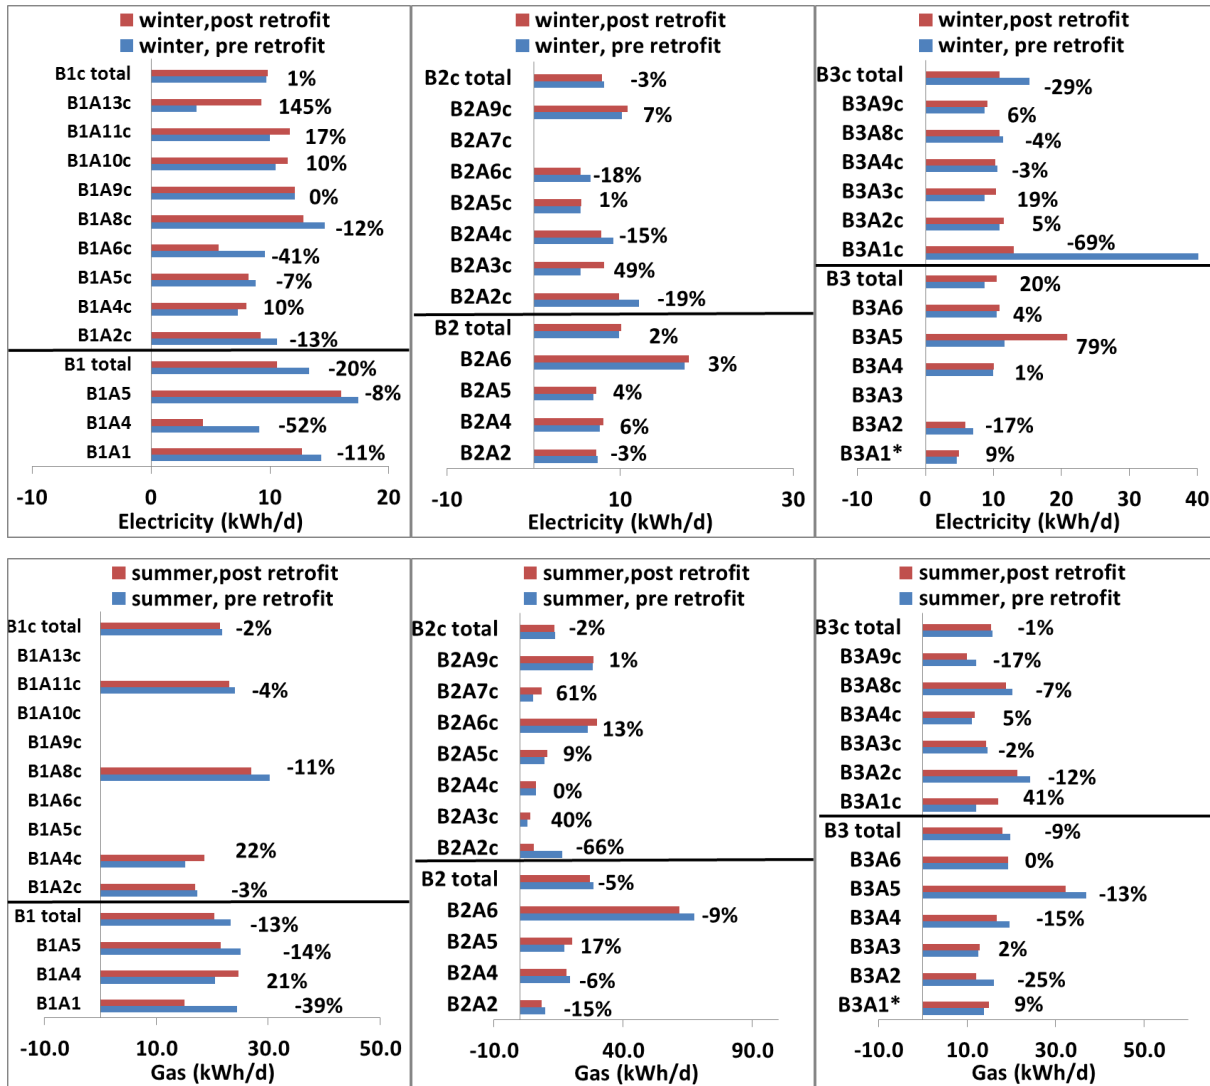 winter,post retrofit
winter, pre retrofit
B1c total 1%
B1A13c 145%
B1A11c 17%
B1A10c 10%
B1A9c 0%
B1A8c -12%
B1A6c -41%
B1A5c -7%
B1A4c 10%
B1A2c -13%
B1 total -20%
B1A5 -8%
B1A4 -52%
B1A1 -11%
-10 0 10 20
Electricity (kWh/d)
winter,post retrofit
winter, pre retrofit
B2c total -3%
B2A9c 7%
B2A7c
B2A6c -18%
B2A5c 1%
B2A4c -15%
B2A3c 49%
B2A2c -19%
B2 total 2%
B2A6 3%
B2A5 4%
B2A4 6%
B2A2 -3%
-10 10 30
Electricity (kWh/d)
winter,post retrofit
winter, pre retrofit
B3c total -29%
B3A9c 6%
B3A8c -4%
B3A4c -3%
B3A3c 19%
B3A2c 5%
B3A1c -69%
B3 total 20%
B3A6 4%
B3A5 79%
B3A4 1%
B3A3
B3A2 -17%
B3A1* 9%
-10 0 10 20 30 40
Electricity (kWh/d)
summer,post retrofit
summer, pre retrofit
B1c total -2%
B1A13c
B1A11c -4%
B1A10c
B1A9c
B1A8c -11%
B1A6c
B1A5c
B1A4c 22%
B1A2c -3%
B1 total -13%
B1A5 -14%
B1A4 21%
B1A1 -39%
-10.0 10.0 30.0 50.0
Gas (kWh/d)
summer,post retrofit
summer, pre retrofit
B2c total -2%
B2A9c 1%
B2A7c 61%
B2A6c 13%
B2A5c 9%
B2A4c 0%
B2A3c 40%
B2A2c -66%
B2 total -5%
B2A6 -9%
B2A5 17%
B2A4 -6%
B2A2 -15%
-10.0 40.0 90.0
Gas (kWh/d)
summer,post retrofit
summer, pre retrofit
B3c total -1%
B3A9c -17%
B3A8c -7%
B3A4c 5%
B3A3c -2%
B3A2c -12%
B3A1c 41%
B3 total -9%
B3A6 0%
B3A5 -13%
B3A4 -15%
B3A3 2%
B3A2 -25%
B3A1* 9%
-10.0 10.0 30.0 50.0
Gas (kWh/d)